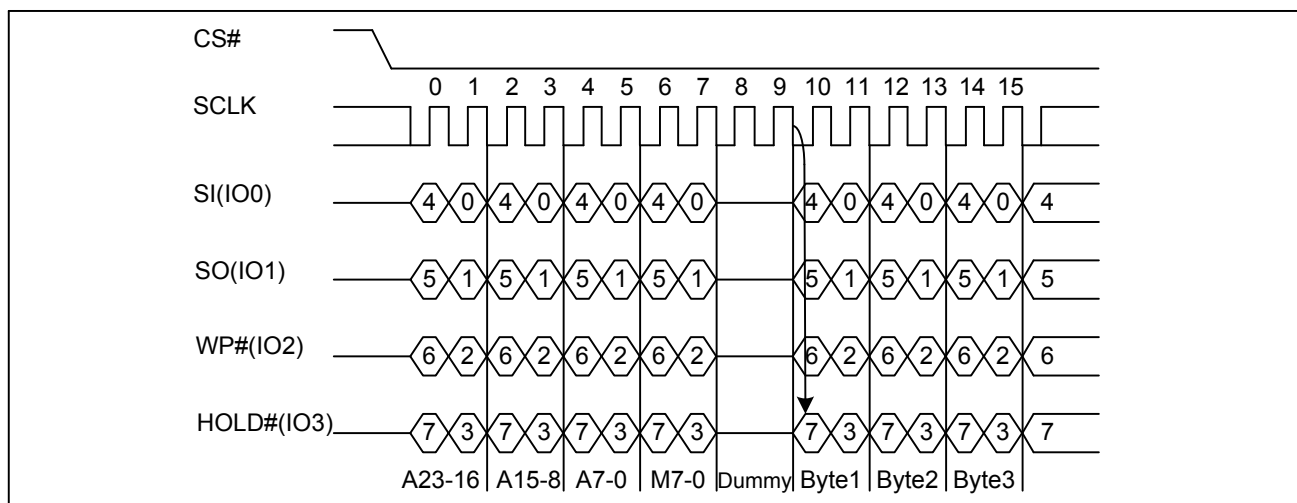 CS#
0 1 2 3 4 5 6 7 8 9 10 11 12 13 14 15
SCLK
SI(IO0) 4 0 4 0 4 0 4 0 4 0 4 0 4 0 4
SO(IO1) 5 1 5 1 5 1 5 1 5 1 5 1 5 1 5
WP#(IO2) 6 2 6 2 6 2 6 2 6 2 6 2 6 2 6
HOLD#(IO3) 7 3 7 3 7 3 7 3 7 3 7 3 7 3 7
A23-16 A15-8 A7-0 M7-0 Dummy Byte1 Byte2 Byte3